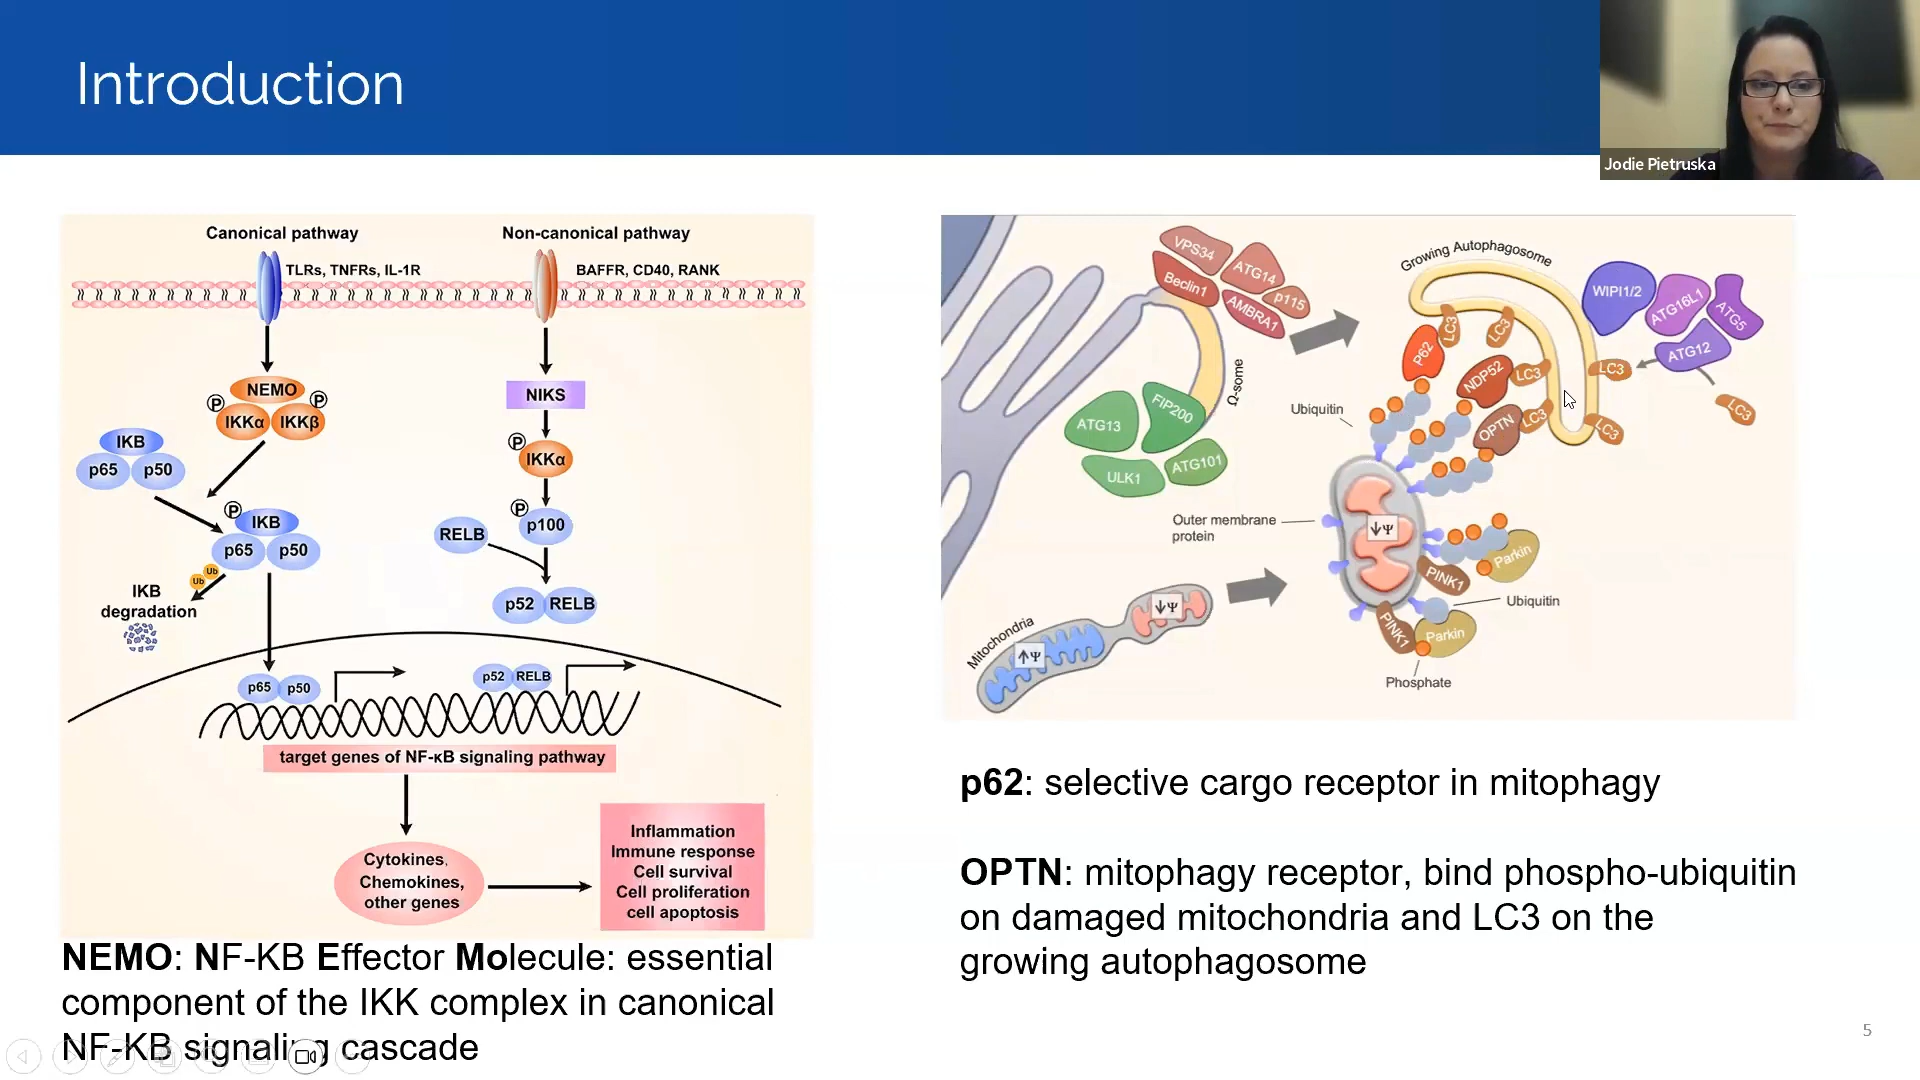 Introduction
Jodie Pietruska
Canonical pathway
Non-canonical pathway
TLRs, TNFRs, IL-1R
BAFFR, CD40, RANK
NEMO
P
P
IKKα
IKKβ
IKB
p65
p50
P
IKB
p65
p50
Ub
Ub
IKB
degradation
NIKS
P
IKKα
P
p100
RELB
p52
RELB
p65
p50
p52
RELB
target genes of NF-κB signaling pathway
Cytokines,
Chemokines,
other genes
Inflammation
Immune response
Cell survival
Cell proliferation
cell apoptosis
NEMO: NF-KB Effector Molecule: essential
component of the IKK complex in canonical
NF-KB signaling cascade
VPS34
ATG14
Beclin1
p115
AMBRA1
Ω-some
ATG13
FIP200
ULK1
ATG101
Growing Autophagosome
WIPI1/2
ATG16L1
ATG5
ATG12
LC3
LC3
P62
NDP52
LC3
LC3
OPTN
LC3
LC3
LC3
Ubiquitin
Outer membrane
protein
↓Ψ
Parkin
PINK1
Ubiquitin
PINK1
Parkin
Phosphate
Mitochondria
↑Ψ
↓Ψ
p62: selective cargo receptor in mitophagy
OPTN: mitophagy receptor, bind phospho-ubiquitin
on damaged mitochondria and LC3 on the
growing autophagosome
5